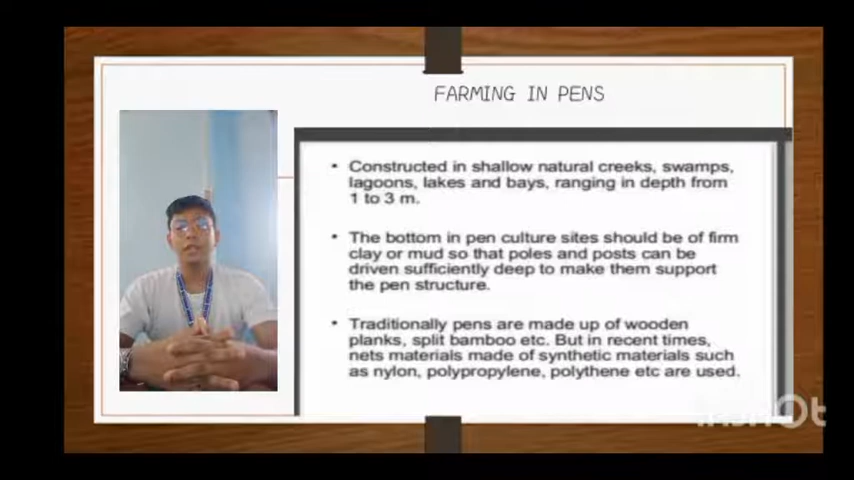 FARMING IN PENS
• Constructed in shallow natural creeks, swamps,
lagoons, lakes and bays, ranging in depth from
1 to 3 m.
• The bottom in pen culture sites should be of firm
clay or mud so that poles and posts can be
driven sufficiently deep to make them support
the pen structure.
• Traditionally pens are made up of wooden
planks, split bamboo etc. But in recent times,
nets materials made of synthetic materials such
as nylon, polypropylene, polythene etc are used.
InShOt